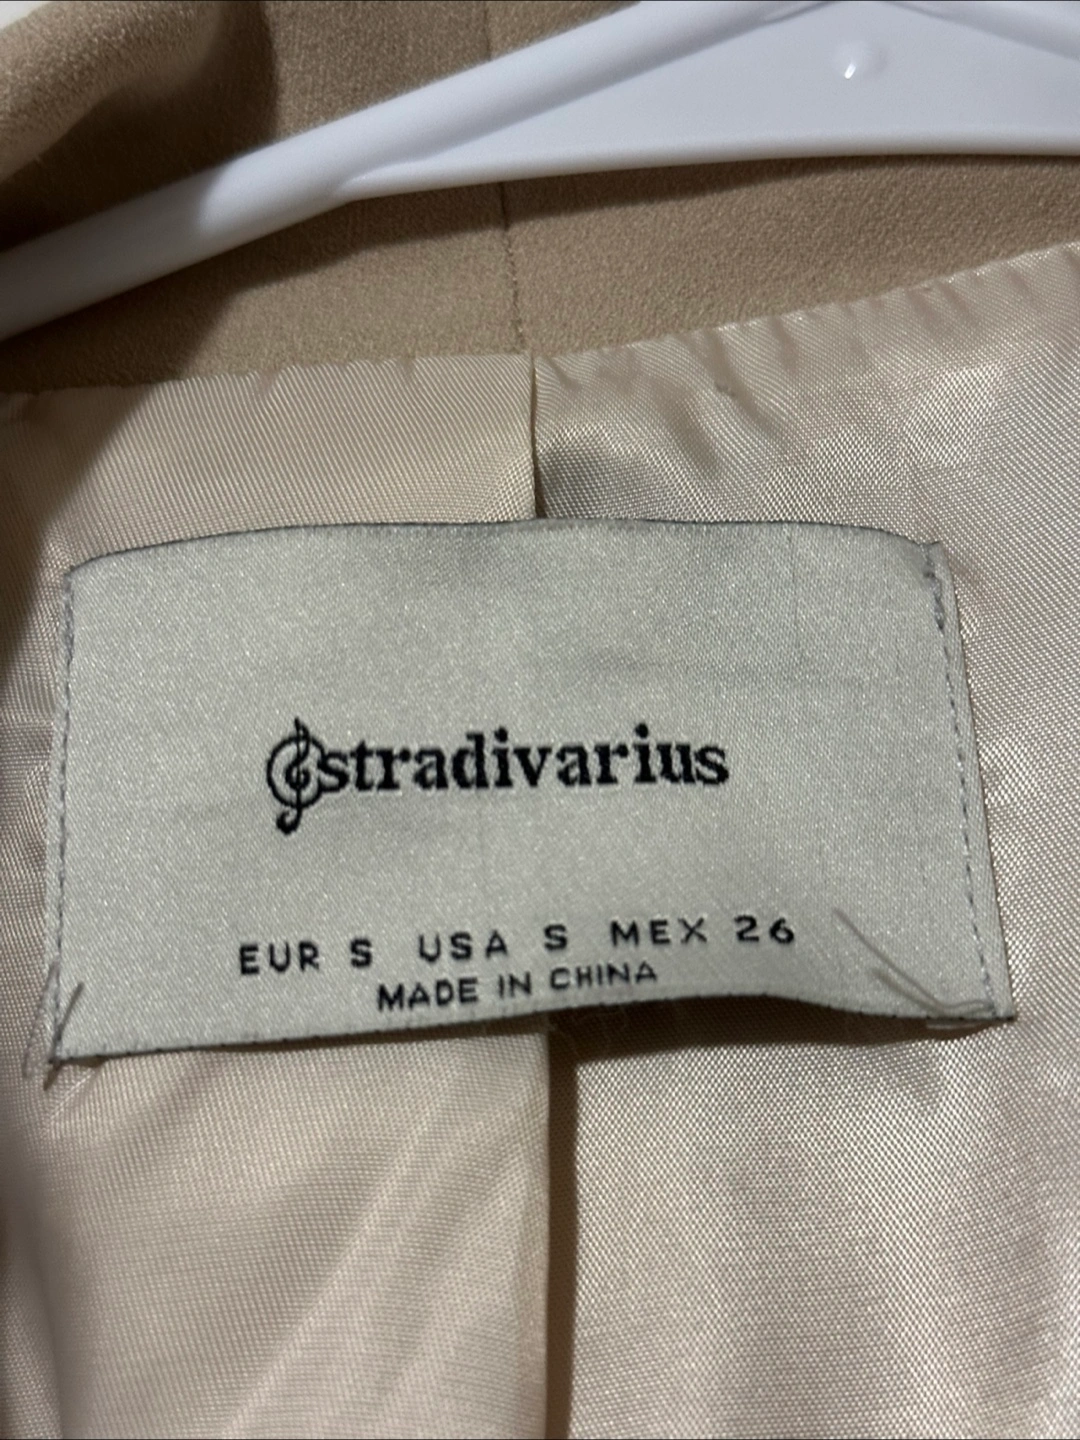 stradivarius
EUR S USA S MEX 26
MADE IN CHINA